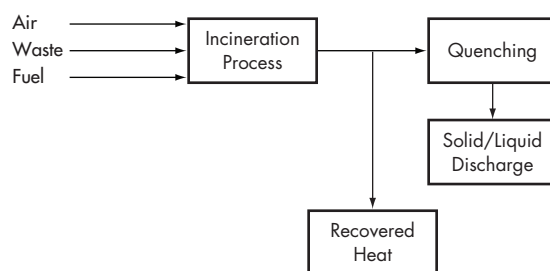 Air
Waste
Fuel
Incineration
Process
Quenching
Solid/Liquid
Discharge
Recovered
Heat